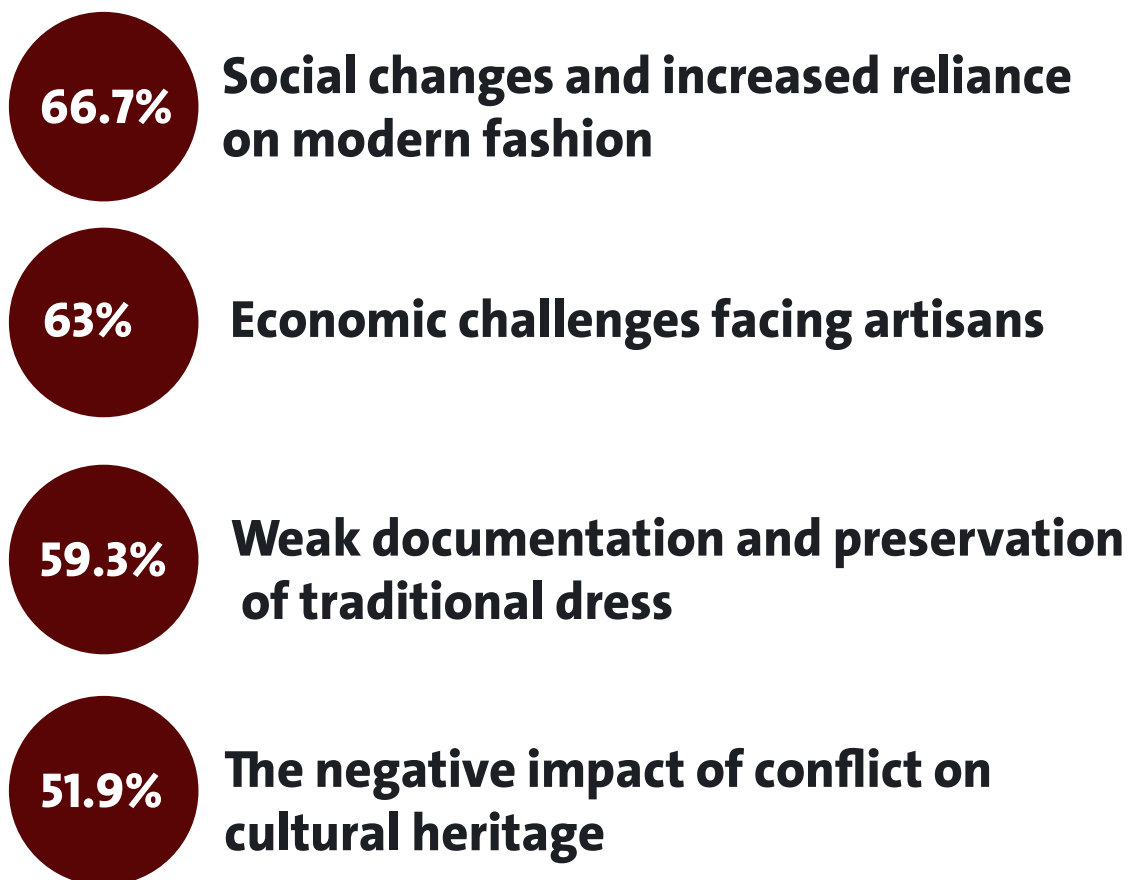 66.7%
Social changes and increased reliance
on modern fashion
63%
Economic challenges facing artisans
59.3%
Weak documentation and preservation
of traditional dress
51.9%
The negative impact of conflict on
cultural heritage